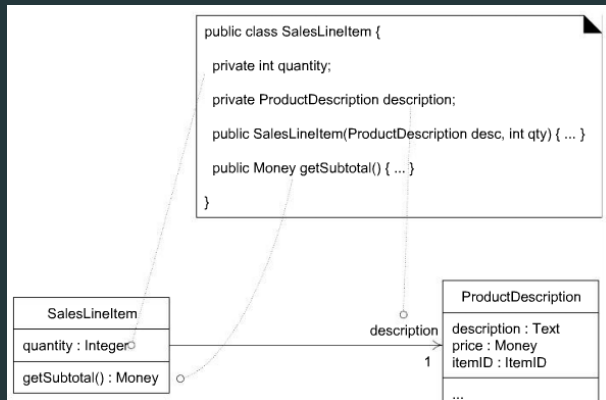 public class SalesLineItem {
private int quantity;
private ProductDescription description;
public SalesLineItem(ProductDescription desc, int qty) { ... }
public Money getSubtotal() { ... }
}
SalesLineItem
quantity : Integer
getSubtotal() : Money
description
1
ProductDescription
description : Text
price : Money
itemID : ItemID
...